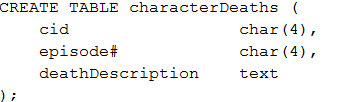 CREATE TABLE characterDeaths (
    cid                char(4),
    episode#           char(4),
    deathDescription   text
);